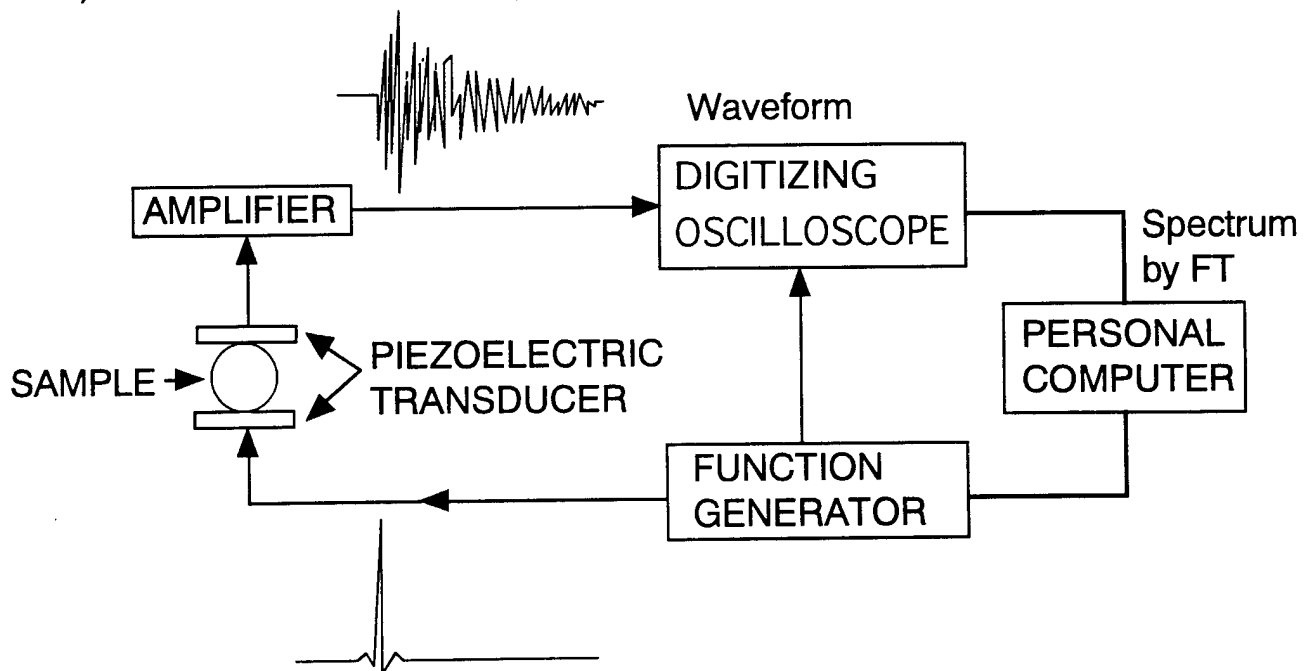 Waveform
DIGITIZING
OSCILLOSCOPE
AMPLIFIER
Spectrum
by FT
PERSONAL
COMPUTER
PIEZOELECTRIC
TRANSDUCER
SAMPLE
FUNCTION
GENERATOR